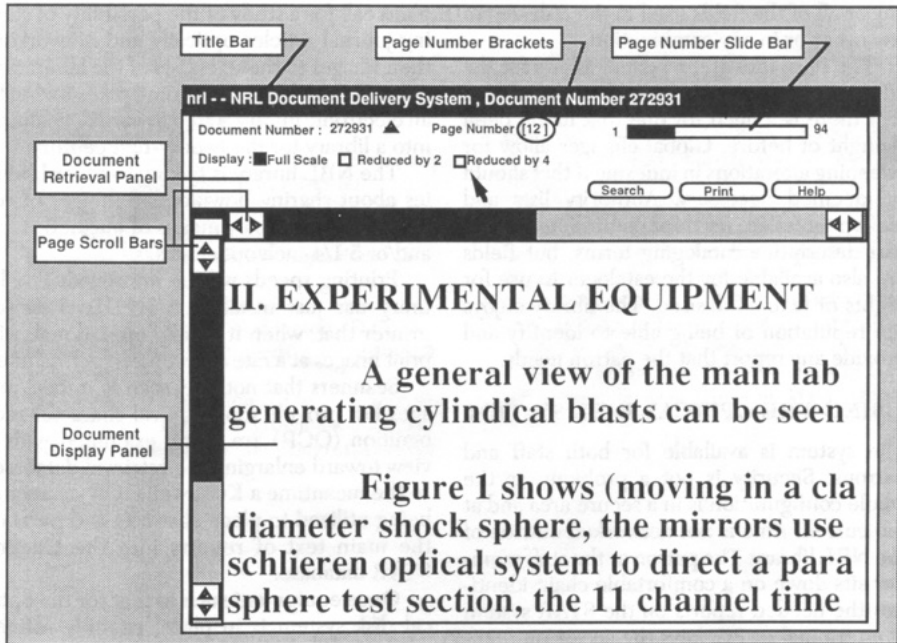 Title Bar
Page Number Brackets
Page Number Slide Bar
nrl - - NRL Document Delivery System , Document Number 272931
Document Number : 272931
Page Number [12]
1
94
Display : Full Scale
Reduced by 2
Reduced by 4
Search
Print
Help
Document
Retrieval Panel
Page Scroll Bars
Document
Display Panel
II. EXPERIMENTAL EQUIPMENT
A general view of the main lab
generating cylindical blasts can be seen
Figure 1 shows (moving in a cla
diameter shock sphere, the mirrors use
schlieren optical system to direct a para
sphere test section, the 11 channel time